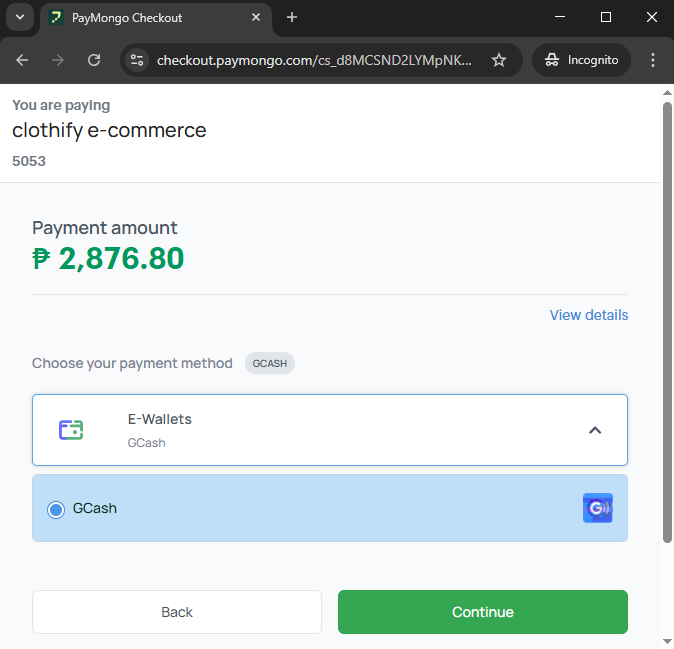 PayMongo Checkout
checkout.paymongo.com/cs_d8MCSND2LYMpNK...
Incognito
You are paying
clothify e-commerce
5053
Payment amount
₱ 2,876.80
View details
Choose your payment method GCASH
E-Wallets
GCash
GCash
G
Back Continue